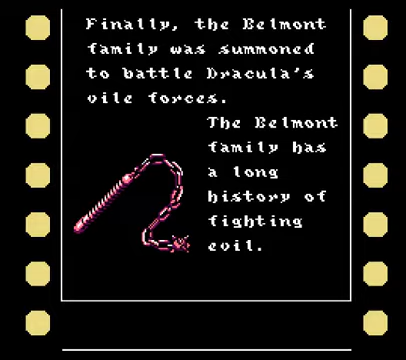 Finally, the Belmont
family was summoned
to battle Dracula's
vile forces.
The Belmont
family has
a long
history of
fighting
evil.